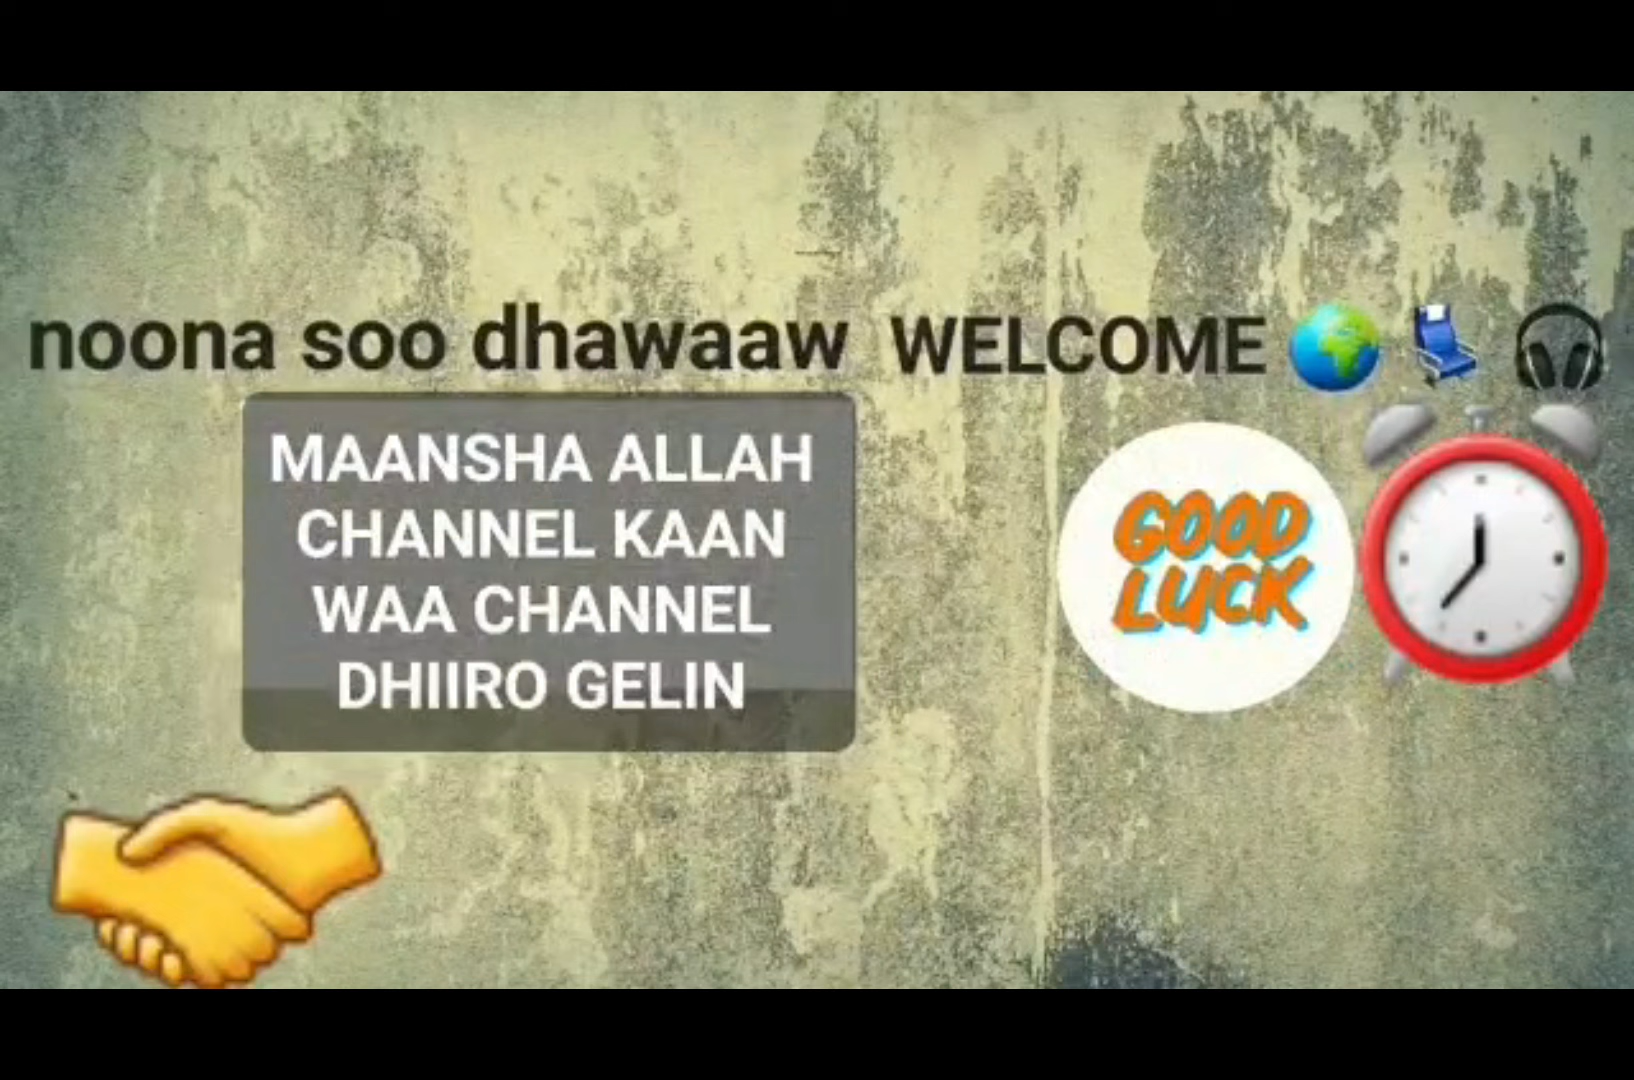 noona soo dhawaaw WELCOME 🌍 💺 🎧
MAANSHA ALLAH
CHANNEL KAAN
WAA CHANNEL
DHIIRO GELIN
GOOD
LUCK